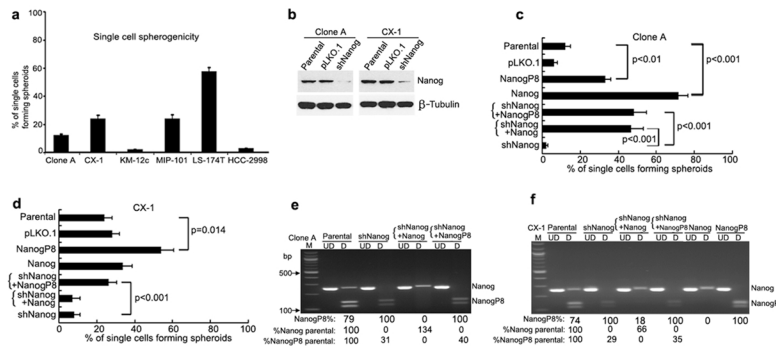 a
Single cell spherogenicity
% of single cells
forming spheroids
100
80
60
40
20
0
Clone A CX-1 KM-12c MIP-101 LS-174T HCC-2998
b
Clone A CX-1
Parental pLKO.1 shNanog Parental pLKO.1 shNanog
Nanog
β-Tubulin
c
Clone A
Parental
pLKO.1
NanogP8
Nanog
{shNanog
+NanogP8
{shNanog
+Nanog
shNanog
p<0.01
p<0.001
p<0.001
p<0.001
0 20 40 60 80 100
% of single cells forming spheroids
d
CX-1
Parental
pLKO.1
NanogP8
Nanog
{shNanog
+NanogP8
{shNanog
+Nanog
shNanog
p=0.014
p<0.001
0 20 40 60 80 100
% of single cells forming spheroids
e
Clone A Parental shNanog {shNanog +Nanog {shNanog +NanogP8
M UD D UD D UD D UD D
bp
500
100
Nanog
NanogP8
NanogP8%: 79 100 0 100
%Nanog parental: 100 0 134 0
%NanogP8 parental: 100 31 0 40
f
CX-1 Parental shNanog {shNanog +Nanog {shNanog +NanogP8 Nanog NanogP8
M UD D UD D UD D UD D UD D UD D
Nanog
NanogP8%: 74 100 18 100 0 100
%Nanog parental: 100 0 66 0
%NanogP8 parental: 100 29 35